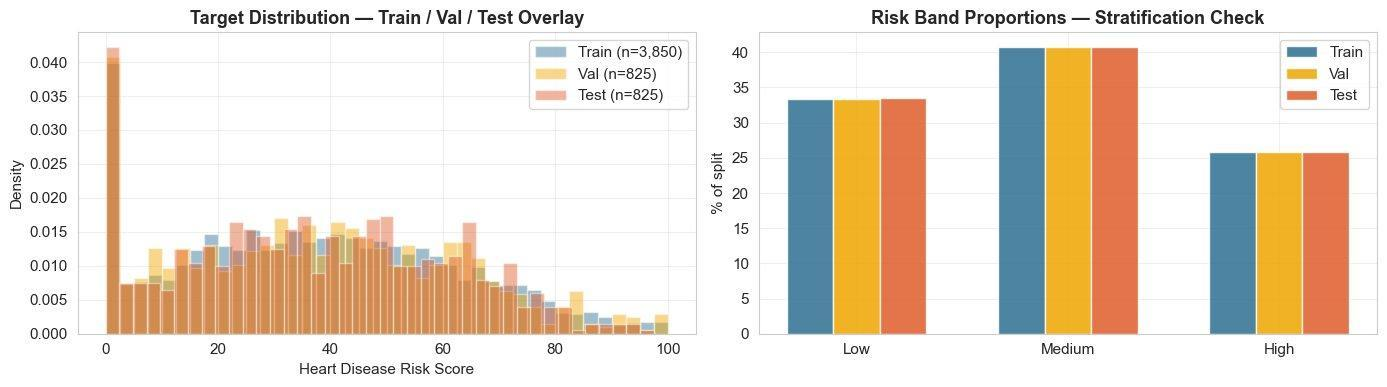 Target Distribution — Train / Val / Test Overlay
Train (n=3,850)
Val (n=825)
Test (n=825)
Density
0.040
0.035
0.030
0.025
0.020
0.015
0.010
0.005
0.000
0 20 40 60 80 100
Heart Disease Risk Score
Risk Band Proportions — Stratification Check
Train
Val
Test
% of split
40
35
30
25
20
15
10
5
0
Low Medium High